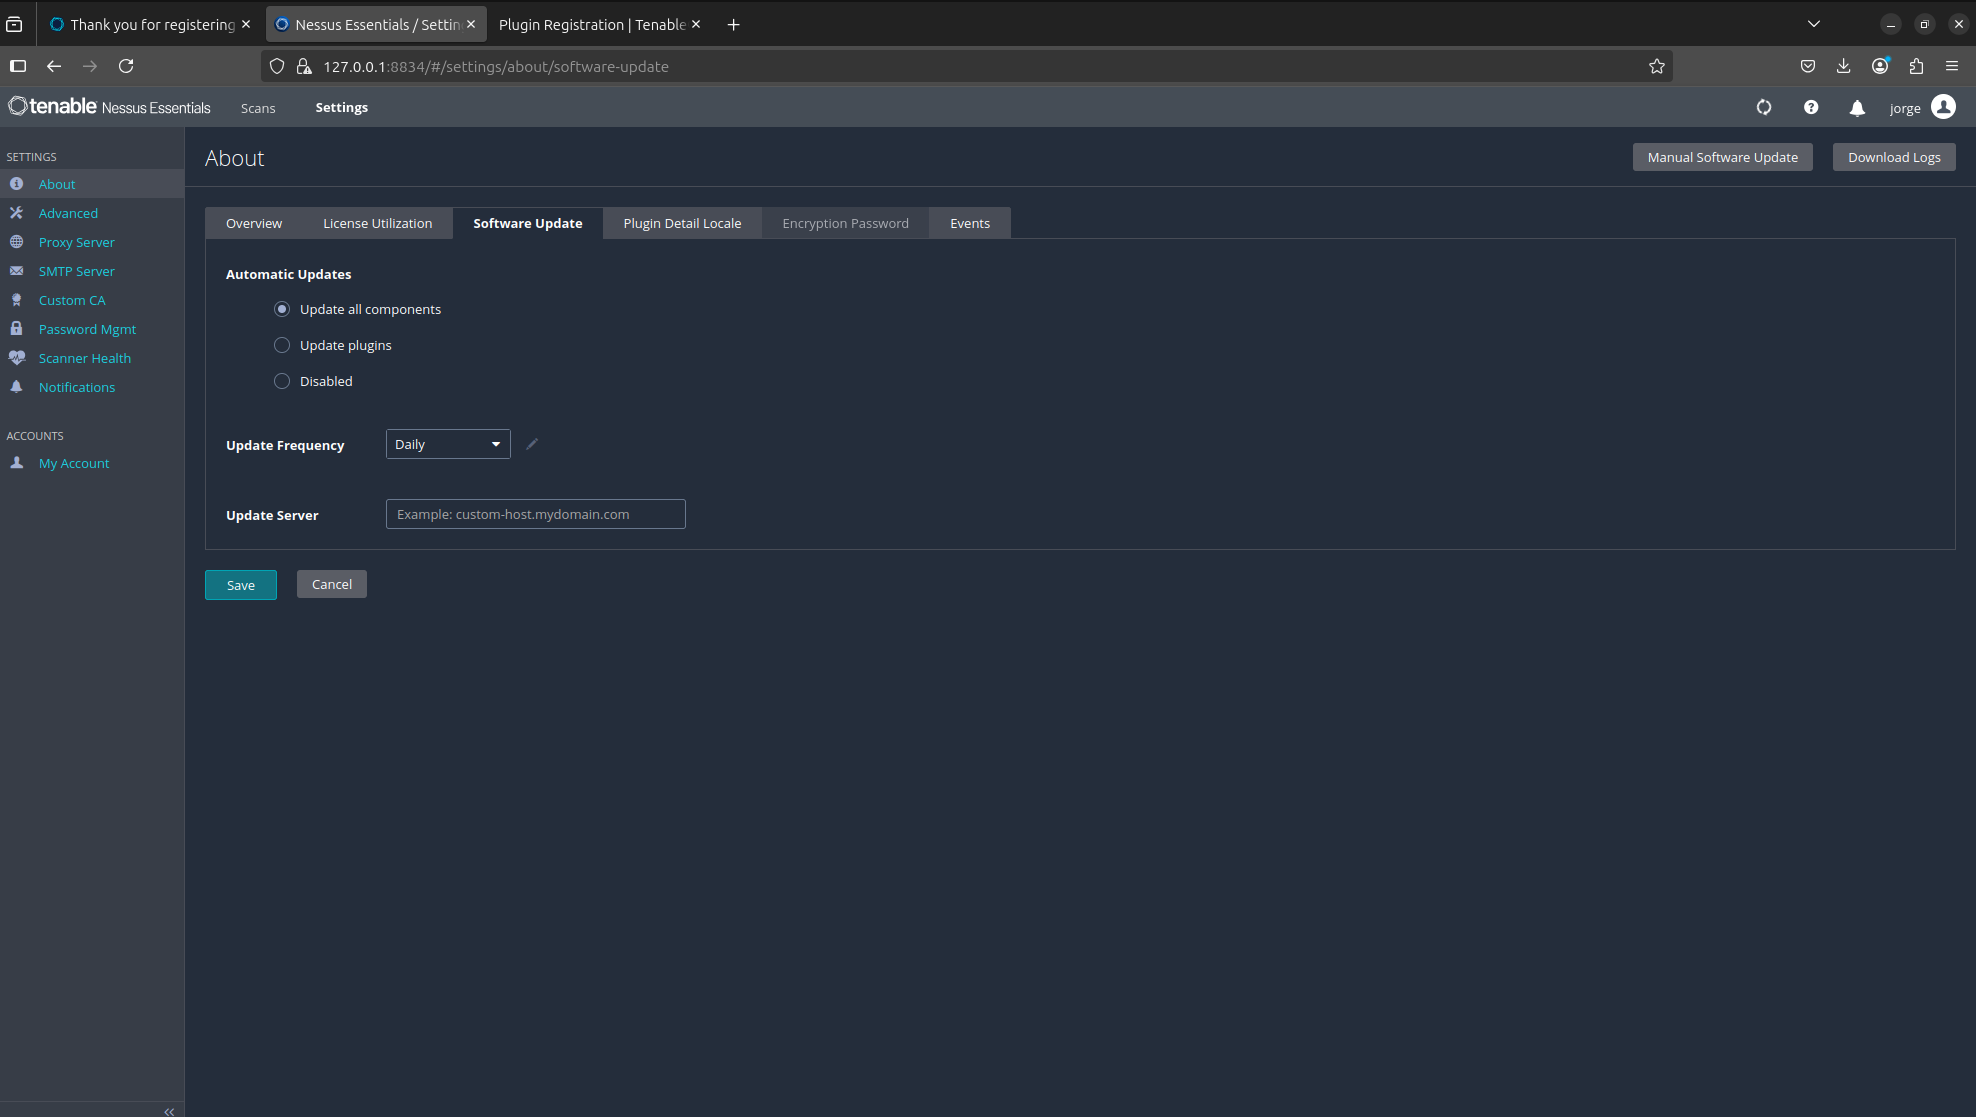 Thank you for registering
Nessus Essentials / Settin
Plugin Registration | Tenable
127.0.0.1:8834/#/settings/about/software-update
tenable Nessus Essentials
Scans
Settings
jorge
SETTINGS
About
Advanced
Proxy Server
SMTP Server
Custom CA
Password Mgmt
Scanner Health
Notifications
ACCOUNTS
My Account
About
Manual Software Update
Download Logs
Overview
License Utilization
Software Update
Plugin Detail Locale
Encryption Password
Events
Automatic Updates
Update all components
Update plugins
Disabled
Update Frequency
Daily
Update Server
Example: custom-host.mydomain.com
Save
Cancel